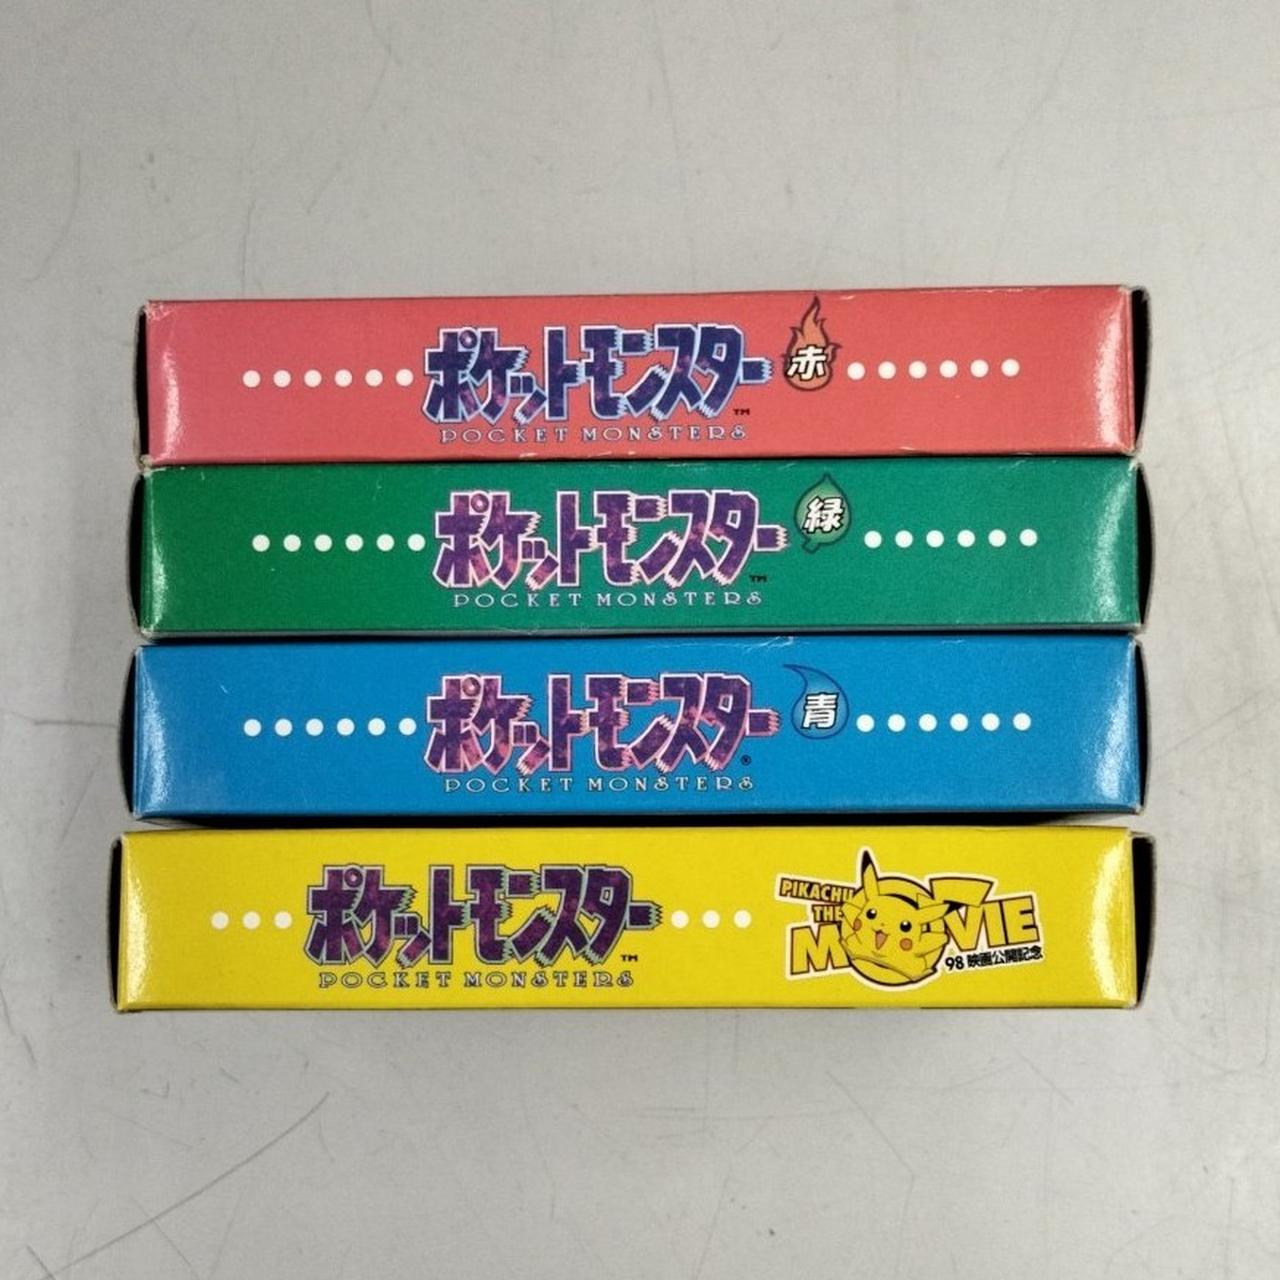 ポケットモンスター 赤
TM
POCKET MONSTERS
ポケットモンスター 緑
TM
POCKET MONSTERS
ポケットモンスター 青
®
POCKET MONSTERS
ポケットモンスター
TM
POCKET MONSTERS
PIKACHU
THE
MOVIE
98 映画公開記念